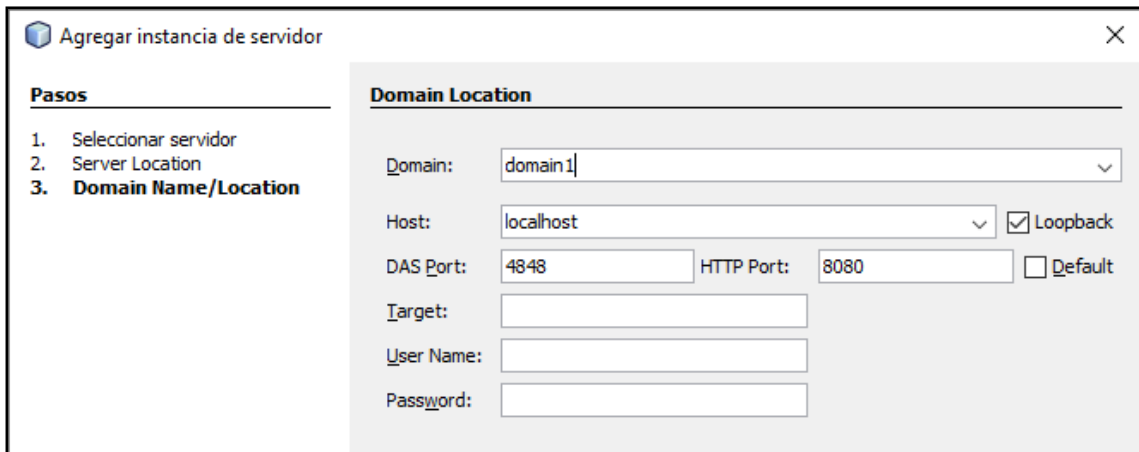 Agregar instancia de servidor
Pasos
1. Seleccionar servidor
2. Server Location
3. Domain Name/Location
Domain Location
Domain: domain1
Host: localhost Loopback
DAS Port: 4848 HTTP Port: 8080 Default
Target:
User Name:
Password: